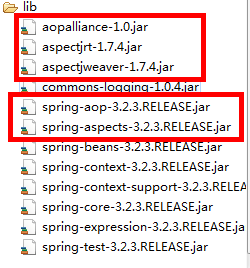 lib
aopalliance-1.0.jar
aspectjrt-1.7.4.jar
aspectjweaver-1.7.4.jar
commons-logging-1.0.4.jar
spring-aop-3.2.3.RELEASE.jar
spring-aspects-3.2.3.RELEASE.jar
spring-beans-3.2.3.RELEASE.jar
spring-context-3.2.3.RELEASE.jar
spring-context-support-3.2.3.RELEASE.jar
spring-core-3.2.3.RELEASE.jar
spring-expression-3.2.3.RELEASE.jar
spring-test-3.2.3.RELEASE.jar